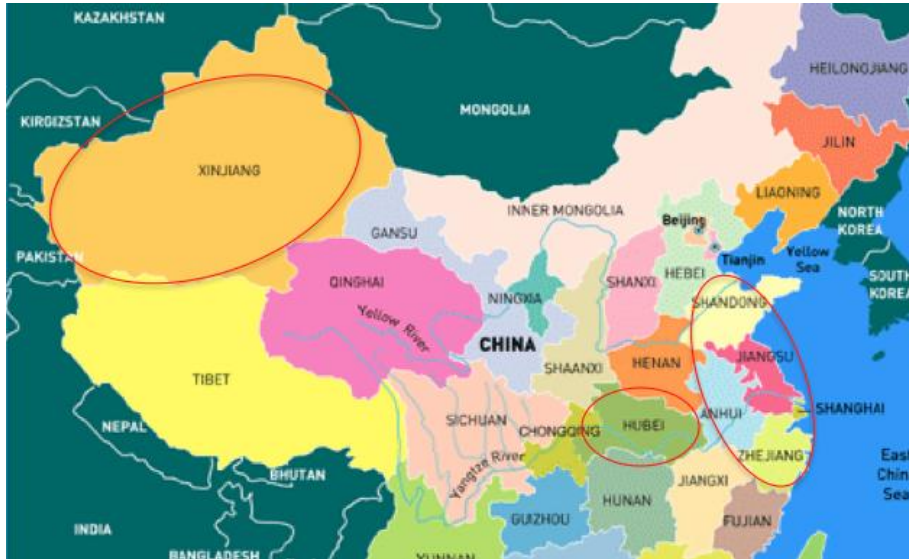 KAZAKHSTAN
HEILONGJIANG
MONGOLIA
KIRGIZSTAN
JILIN
XINJIANG
LIAONING
INNER MONGOLIA
Beijing
NORTH
KOREA
GANSU
PAKISTAN
Tianjin
Yellow
Sea
QINGHAI
SHANXI
HEBEI
SOUTH
KOREA
NINGXIA
SHANDONG
Yellow River
CHINA
HENAN
JIANGSU
SHAANXI
TIBET
SHANGHAI
NEPAL
SICHUAN
CHONGQING
HUBEI
ANHUI
ZHEJIANG
East
China
Sea
Yangtze River
BHUTAN
JIANGXI
HUNAN
GUIZHOU
FUJIAN
INDIA
BANGLADESH
YUNNAN